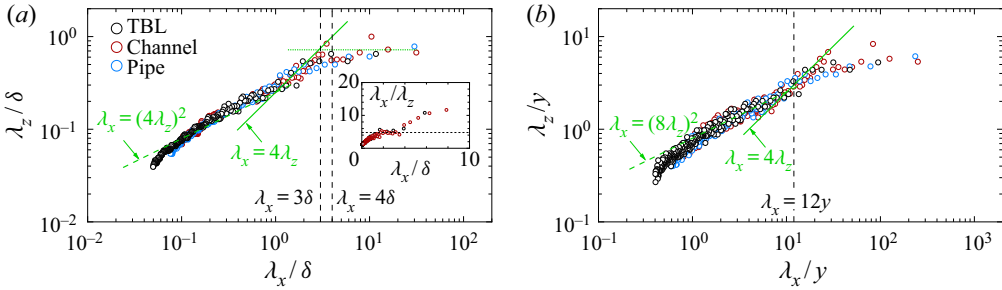 (a)
TBL
Channel
Pipe
10^0
10^-1
10^-2
λ_z/δ
λ_x = (4λ_z)^2
λ_x = 4λ_z
λ_x = 3δ
λ_x = 4δ
20
10
λ_x/λ_z
0
10
λ_x/δ
10^-2
10^-1
10^0
10^1
10^2
λ_x/δ
(b)
10^1
10^0
10^-1
10^-2
λ_z/y
λ_x = (8λ_z)^2
λ_x = 4λ_z
λ_x = 12y
10^-1
10^0
10^1
10^2
10^3
λ_x/y